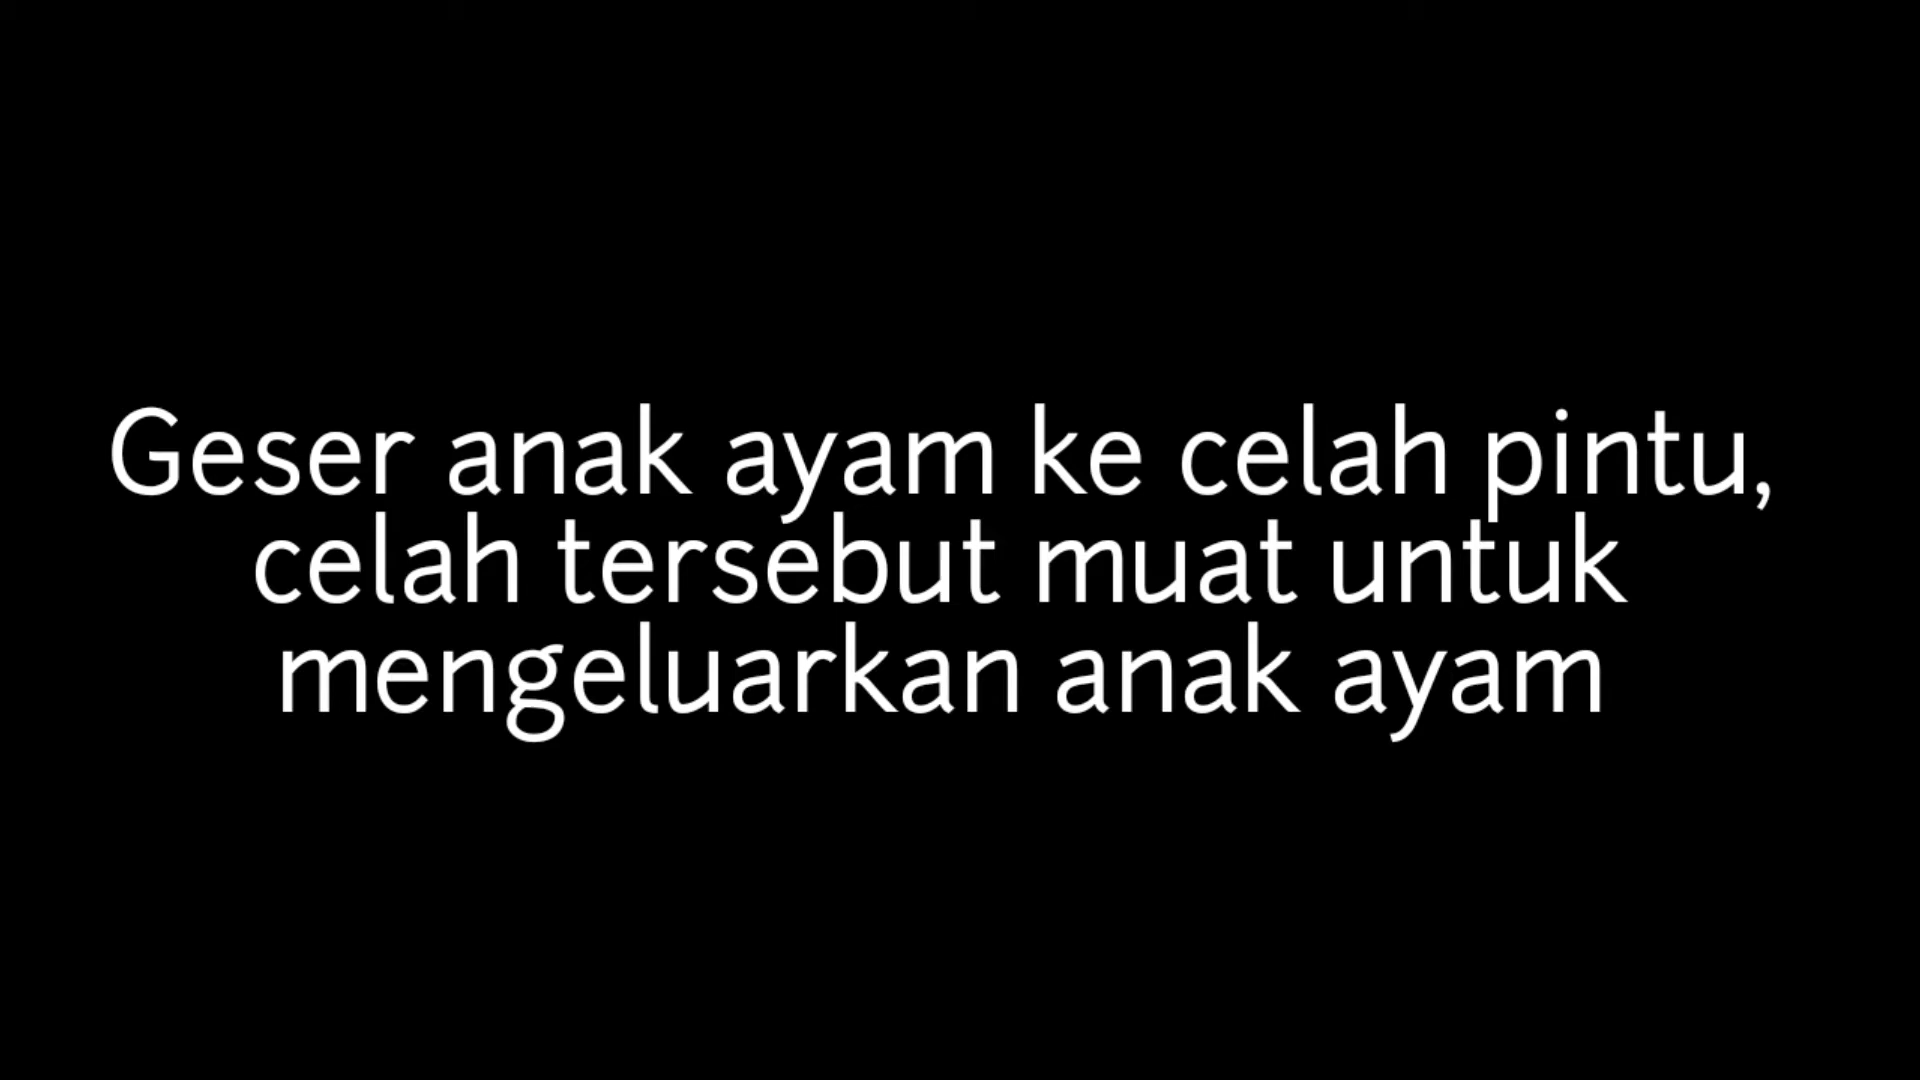 Geser anak ayam ke celah pintu,
celah tersebut muat untuk
mengeluarkan anak ayam